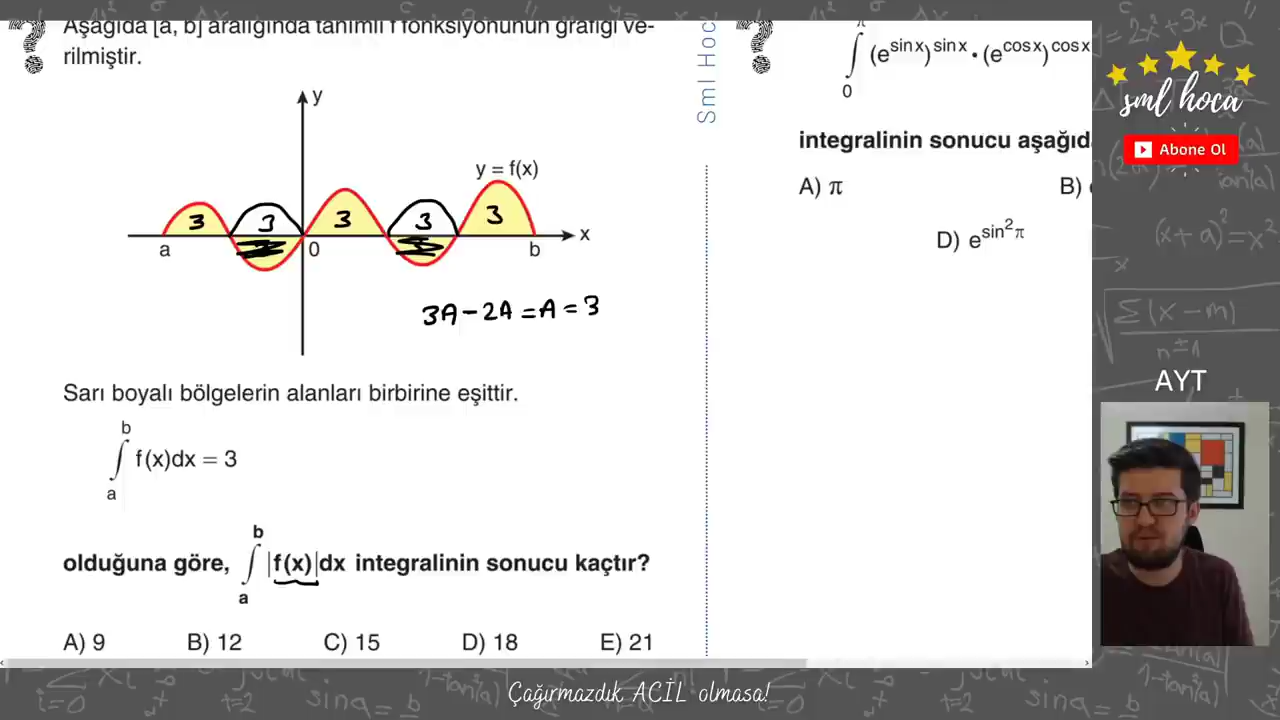 Aşağıda [a, b] aralığında tanımlı f fonksiyonunun grafiği ve-
rilmiştir.
y
y = f(x)
3 3 3 3 3
a 0 b x
3A - 2A = A = 3
Sarı boyalı bölgelerin alanları birbirine eşittir.
b
∫ f(x)dx = 3
a
b
olduğuna göre, ∫ |f(x)|dx integralinin sonucu kaçtır?
a
A) 9 B) 12 C) 15 D) 18 E) 21
Sml Hoc
π
∫ (e^sinx)^sinx · (e^cosx)^cosx
0
integralinin sonucu aşağıd
A) π B)
D) e^sin²π
sml hoca
Abone Ol
AYT
Çağırmazdık ACİL olmasa!